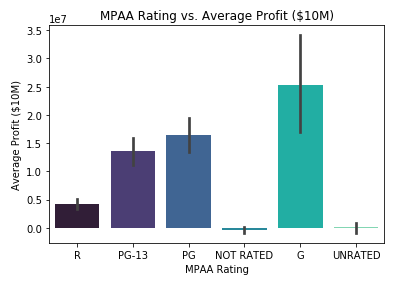 MPAA Rating vs. Average Profit ($10M)
1e7
3.5
3.0
2.5
2.0
1.5
1.0
0.5
0.0
Average Profit ($10M)
R PG-13 PG NOT RATED G UNRATED
MPAA Rating